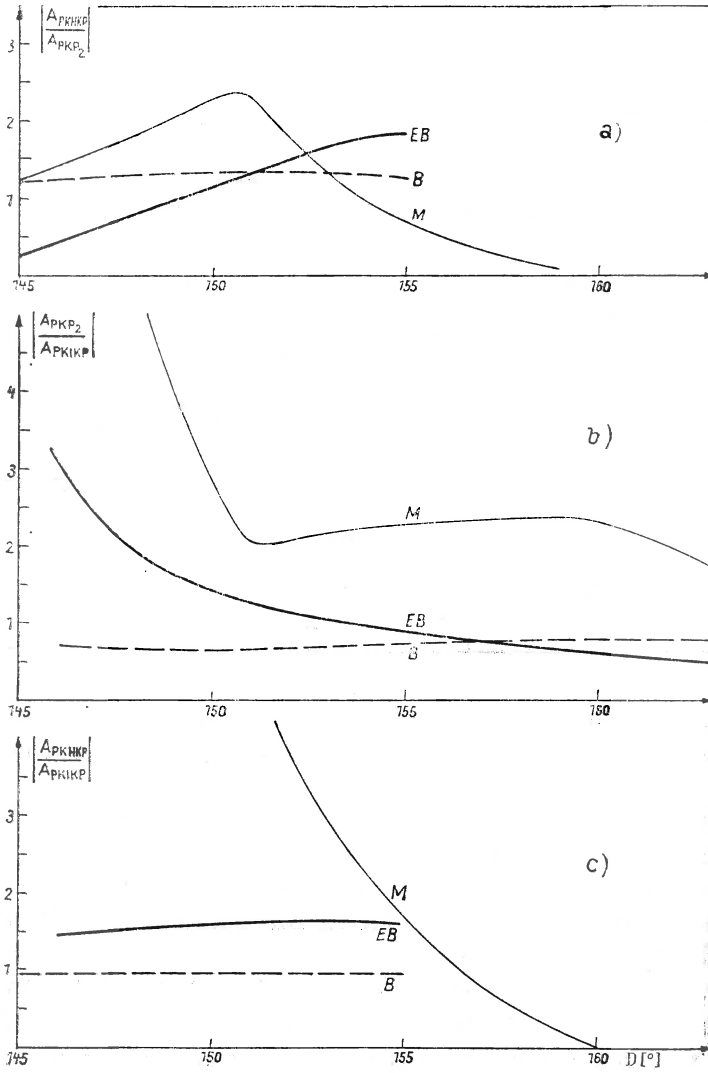 |A_PKHKP / A_PKP₂|
3
2
1
EB
B
M
a)
145
150
155
160
|A_PKP₂ / A_PKIKP|
4
3
2
1
M
EB
B
b)
145
150
155
160
|A_PKHKP / A_PKIKP|
3
2
1
M
EB
B
c)
145
150
155
160
D [°]